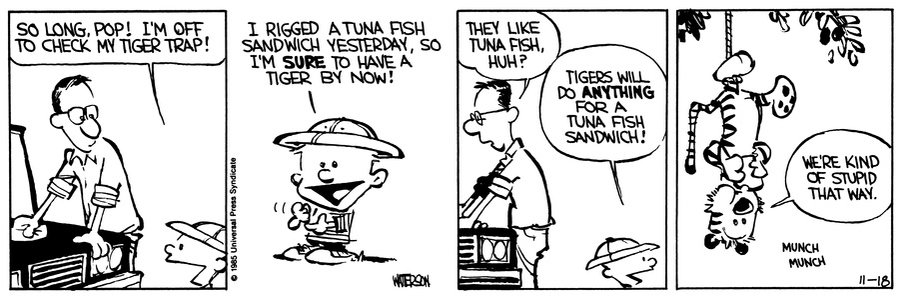 SO LONG, POP! I'M OFF
TO CHECK MY TIGER TRAP!
I RIGGED A TUNA FISH
SANDWICH YESTERDAY, SO
I'M SURE TO HAVE A
TIGER BY NOW!
THEY LIKE
TUNA FISH,
HUH?
TIGERS WILL
DO ANYTHING
FOR A
TUNA FISH
SANDWICH!
WE'RE KIND
OF STUPID
THAT WAY.
MUNCH
MUNCH
© 1985 Universal Press Syndicate
WATERSON
11-18